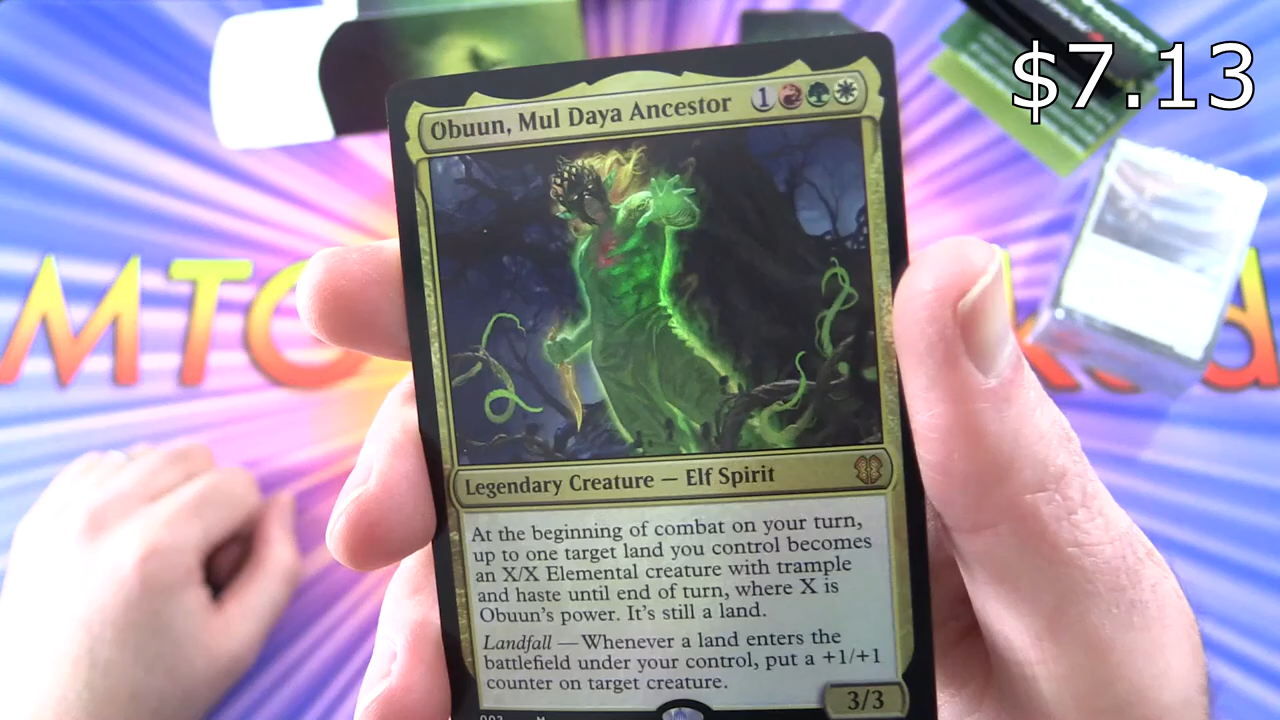 $7.13
Obuun, Mul Daya Ancestor 1
MTG
Legendary Creature — Elf Spirit
At the beginning of combat on your turn,
up to one target land you control becomes
an X/X Elemental creature with trample
and haste until end of turn, where X is
Obuun's power. It's still a land.
Landfall — Whenever a land enters the
battlefield under your control, put a +1/+1
counter on target creature.
3/3